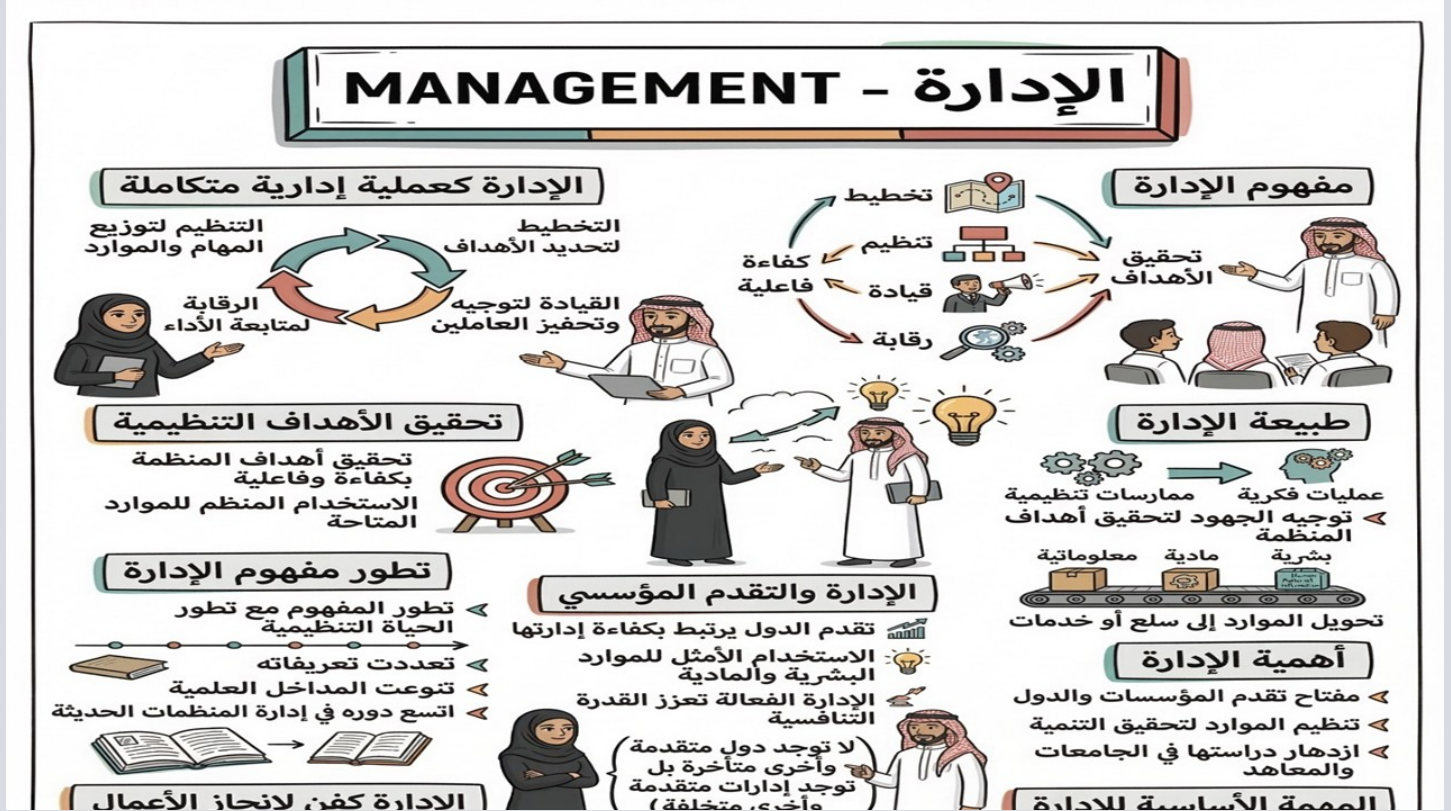 الإدارة - MANAGEMENT
مفهوم الإدارة
تحقيق
الأهداف
تخطيط
تنظيم
قيادة
رقابة
كفاءة
فاعلية
الإدارة كعملية إدارية متكاملة
التخطيط
لتحديد الأهداف
التنظيم لتوزيع
المهام والموارد
القيادة لتوجيه
وتحفيز العاملين
الرقابة
لمتابعة الأداء
طبيعة الإدارة
عمليات فكرية
ممارسات تنظيمية
توجيه الجهود لتحقيق أهداف
المنظمة
بشرية
مادية
معلوماتية
تحويل الموارد إلى سلع أو خدمات
تحقيق الأهداف التنظيمية
تحقيق أهداف المنظمة
بكفاءة وفاعلية
الاستخدام المنظم للموارد
المتاحة
أهمية الإدارة
مفتاح تقدم المؤسسات والدول
تنظيم الموارد لتحقيق التنمية
ازدهار دراستها في الجامعات
والمعاهد
الإدارة والتقدم المؤسسي
تقدم الدول يرتبط بكفاءة إدارتها
الاستخدام الأمثل للموارد
البشرية والمادية
الإدارة الفعالة تعزز القدرة
التنافسية
(لا توجد دول متقدمة
وأخرى متأخرة بل
توجد إدارات متقدمة
وأخرى متخلفة)
تطور مفهوم الإدارة
تطور المفهوم مع تطور
الحياة التنظيمية
تعددت تعريفاته
تنوعت المداخل العلمية
اتسع دوره في إدارة المنظمات الحديثة
المهمة الأساسية للإدارة
الإدارة كفن لإنجاز الأعمال